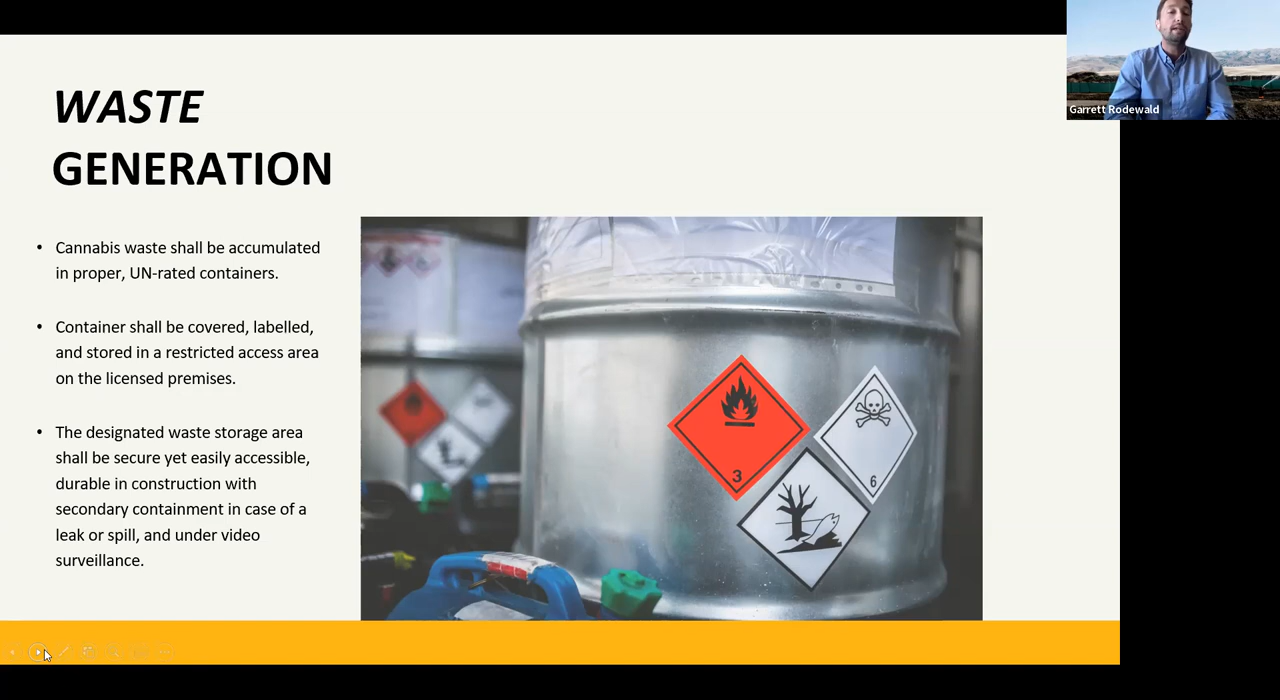 WASTE
GENERATION
• Cannabis waste shall be accumulated
in proper, UN-rated containers.
• Container shall be covered, labelled,
and stored in a restricted access area
on the licensed premises.
• The designated waste storage area
shall be secure yet easily accessible,
durable in construction with
secondary containment in case of a
leak or spill, and under video
surveillance.
3
6
Garrett Rodewald